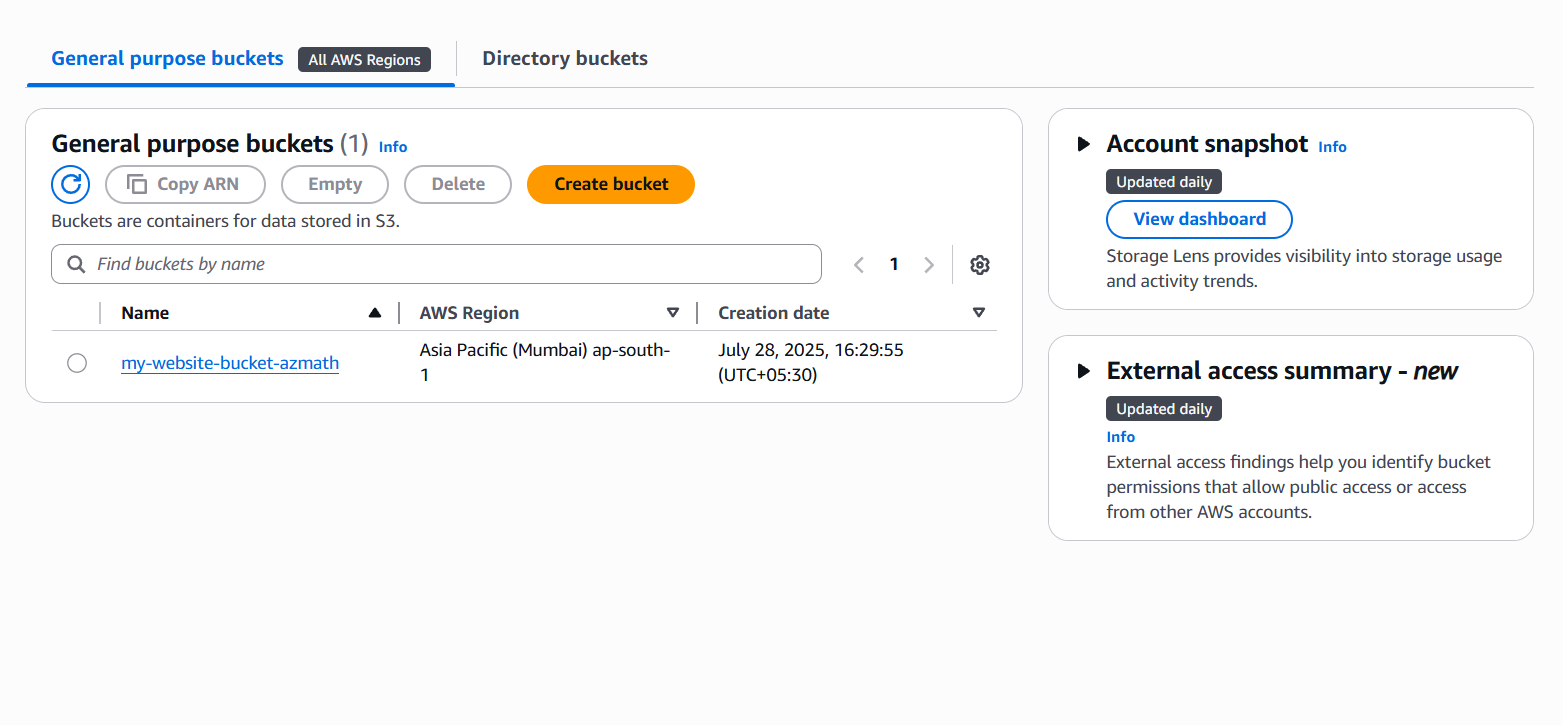 General purpose buckets All AWS Regions Directory buckets
General purpose buckets (1) Info
Copy ARN Empty Delete Create bucket
Buckets are containers for data stored in S3.
Find buckets by name 1
Name AWS Region Creation date
my-website-bucket-azmath
Asia Pacific (Mumbai) ap-south-
1
July 28, 2025, 16:29:55
(UTC+05:30)
Account snapshot Info
Updated daily
View dashboard
Storage Lens provides visibility into storage usage
and activity trends.
External access summary - new
Updated daily
Info
External access findings help you identify bucket
permissions that allow public access or access
from other AWS accounts.